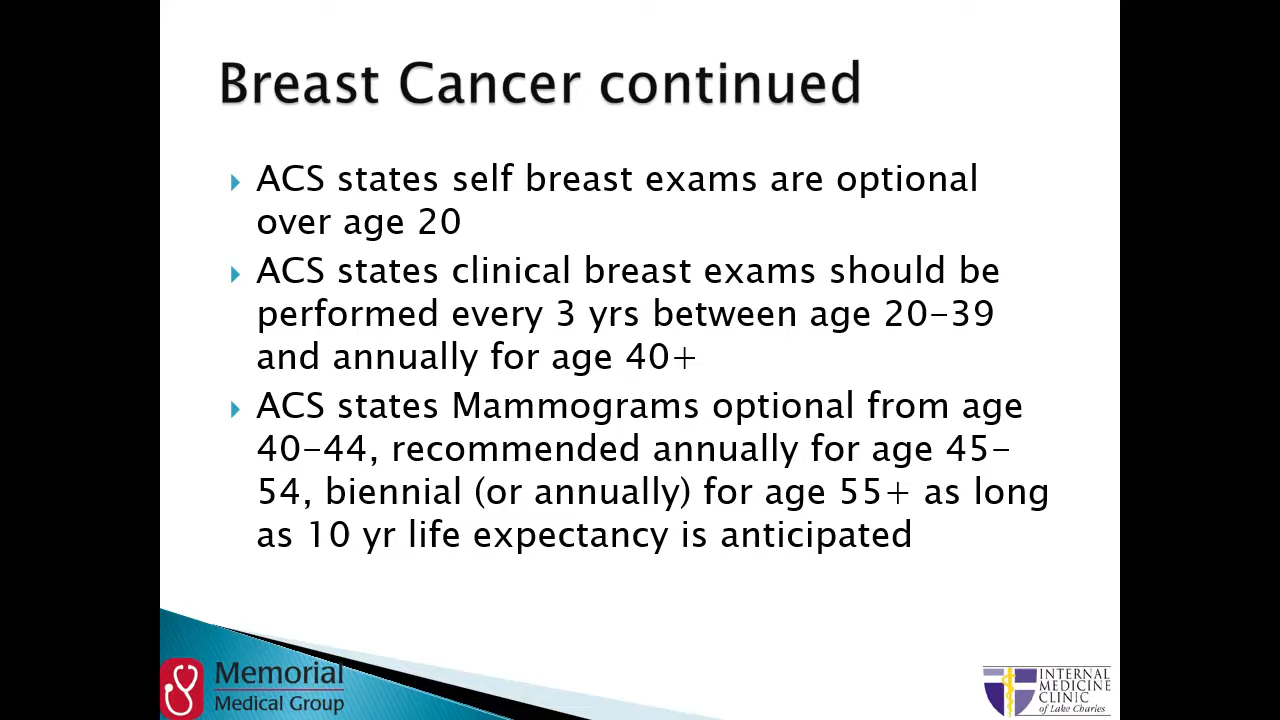 Breast Cancer continued
ACS states self breast exams are optional
over age 20
ACS states clinical breast exams should be
performed every 3 yrs between age 20-39
and annually for age 40+
ACS states Mammograms optional from age
40-44, recommended annually for age 45-
54, biennial (or annually) for age 55+ as long
as 10 yr life expectancy is anticipated
Memorial
Medical Group
INTERNAL
MEDICINE
CLINIC
of Lake Charles